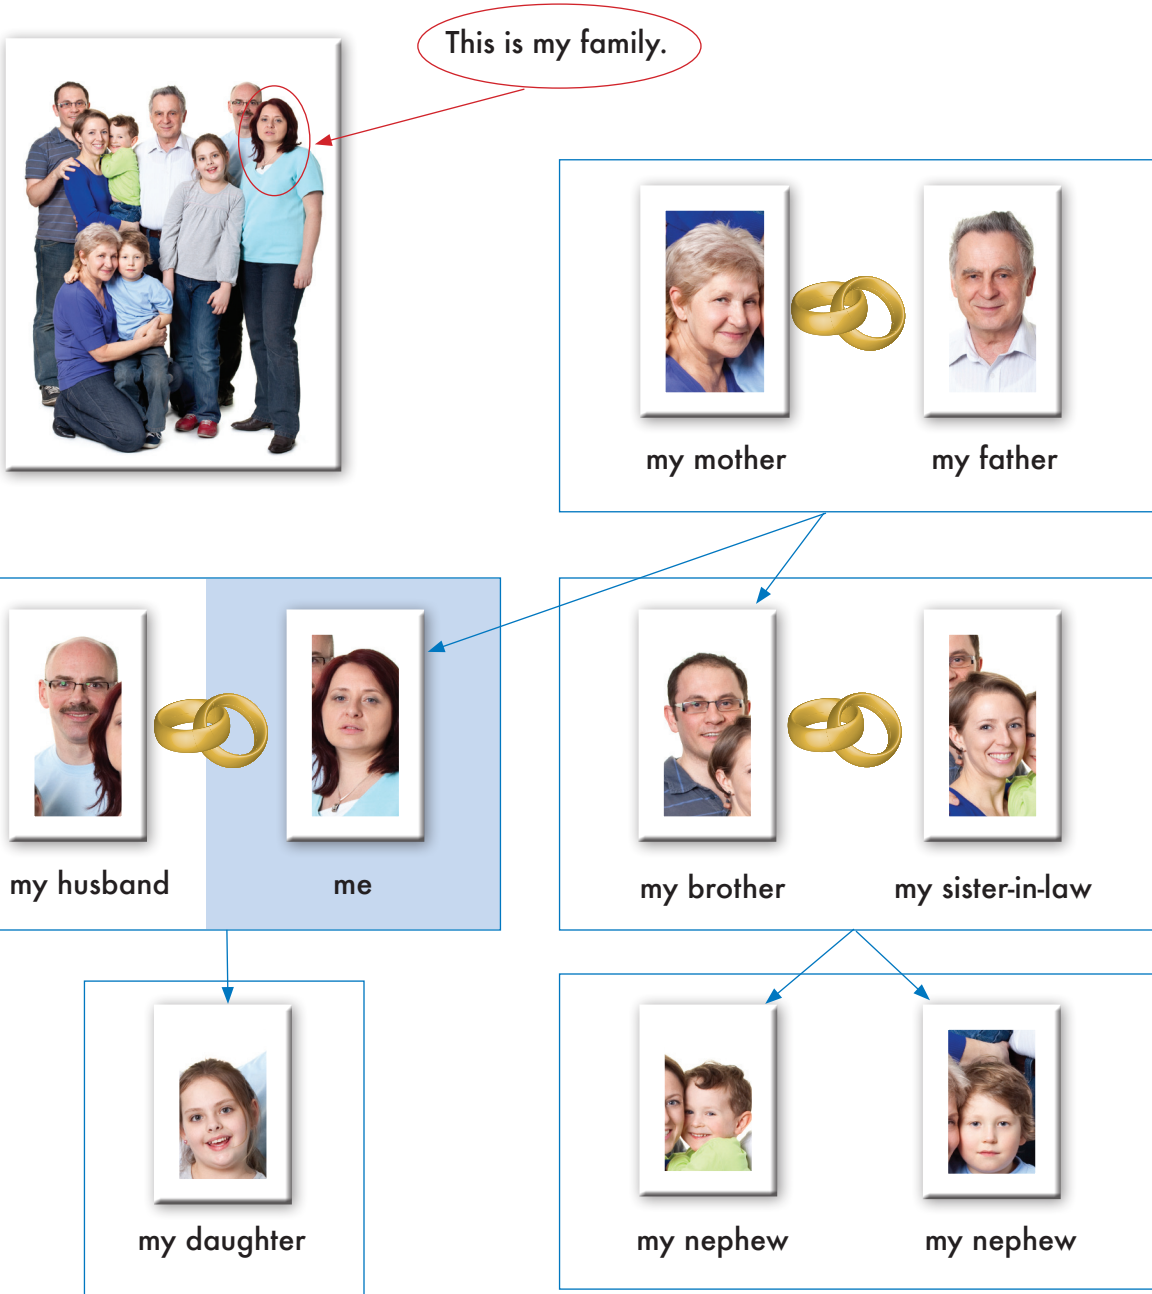 This is my family.
my mother
my father
my husband
me
my brother
my sister-in-law
my daughter
my nephew
my nephew